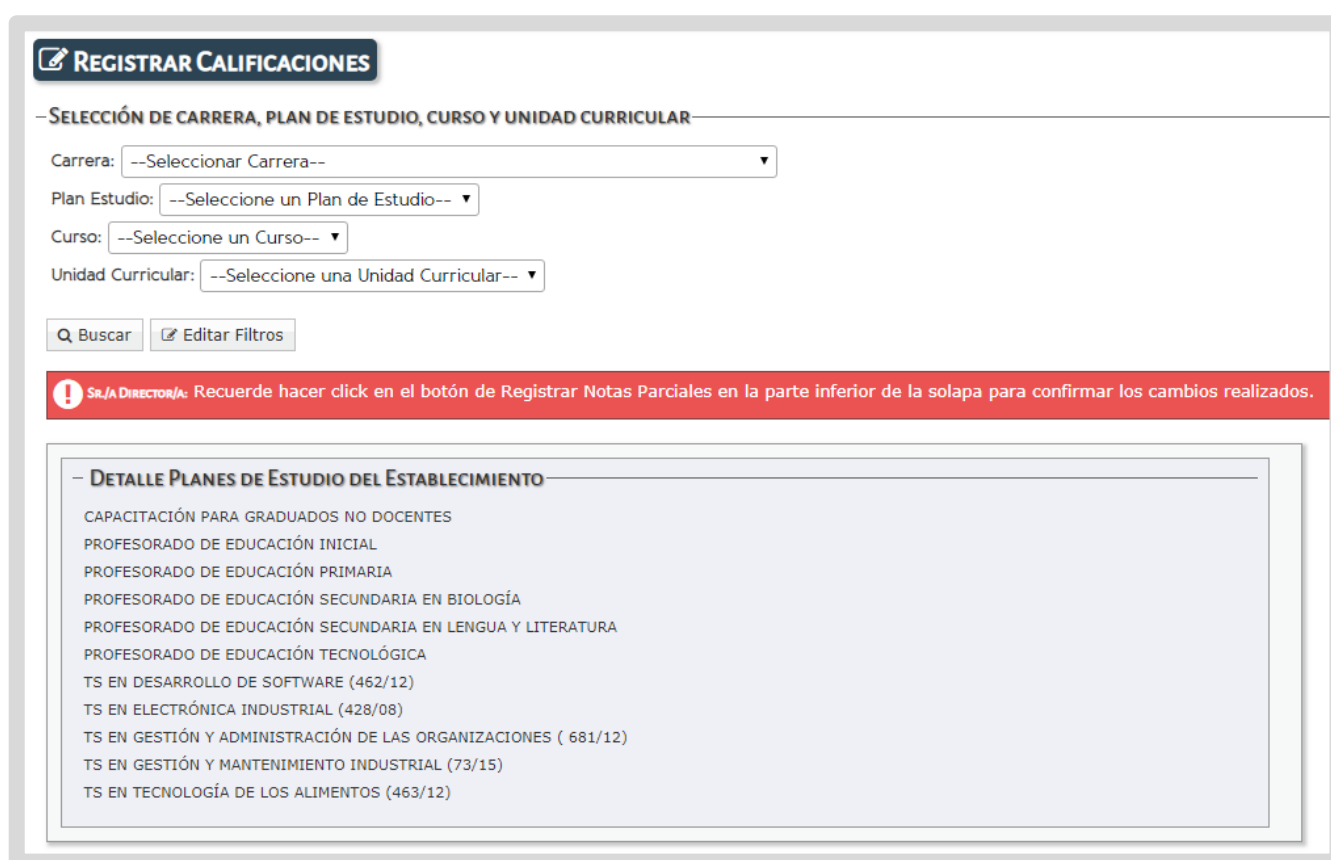 REGISTRAR CALIFICACIONES
SELECCIÓN DE CARRERA, PLAN DE ESTUDIO, CURSO Y UNIDAD CURRICULAR
Carrera: --Seleccionar Carrera--
Plan Estudio: --Seleccione un Plan de Estudio--
Curso: --Seleccione un Curso--
Unidad Curricular: --Seleccione una Unidad Curricular--
Buscar Editar Filtros
SR./A DIRECTOR/A: Recuerde hacer click en el botón de Registrar Notas Parciales en la parte inferior de la solapa para confirmar los cambios realizados.
DETALLE PLANES DE ESTUDIO DEL ESTABLECIMIENTO
CAPACITACIÓN PARA GRADUADOS NO DOCENTES
PROFESORADO DE EDUCACIÓN INICIAL
PROFESORADO DE EDUCACIÓN PRIMARIA
PROFESORADO DE EDUCACIÓN SECUNDARIA EN BIOLOGÍA
PROFESORADO DE EDUCACIÓN SECUNDARIA EN LENGUA Y LITERATURA
PROFESORADO DE EDUCACIÓN TECNOLÓGICA
TS EN DESARROLLO DE SOFTWARE (462/12)
TS EN ELECTRÓNICA INDUSTRIAL (428/08)
TS EN GESTIÓN Y ADMINISTRACIÓN DE LAS ORGANIZACIONES ( 681/12)
TS EN GESTIÓN Y MANTENIMIENTO INDUSTRIAL (73/15)
TS EN TECNOLOGÍA DE LOS ALIMENTOS (463/12)